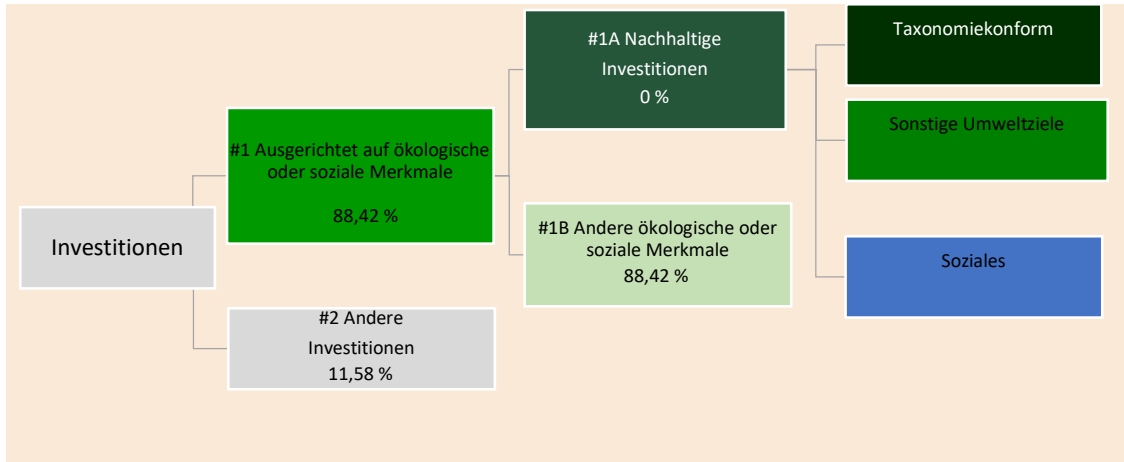 Investitionen
#1 Ausgerichtet auf ökologische
oder soziale Merkmale
88,42 %
#2 Andere
Investitionen
11,58 %
#1A Nachhaltige
Investitionen
0 %
#1B Andere ökologische oder
soziale Merkmale
88,42 %
Taxonomiekonform
Sonstige Umweltziele
Soziales